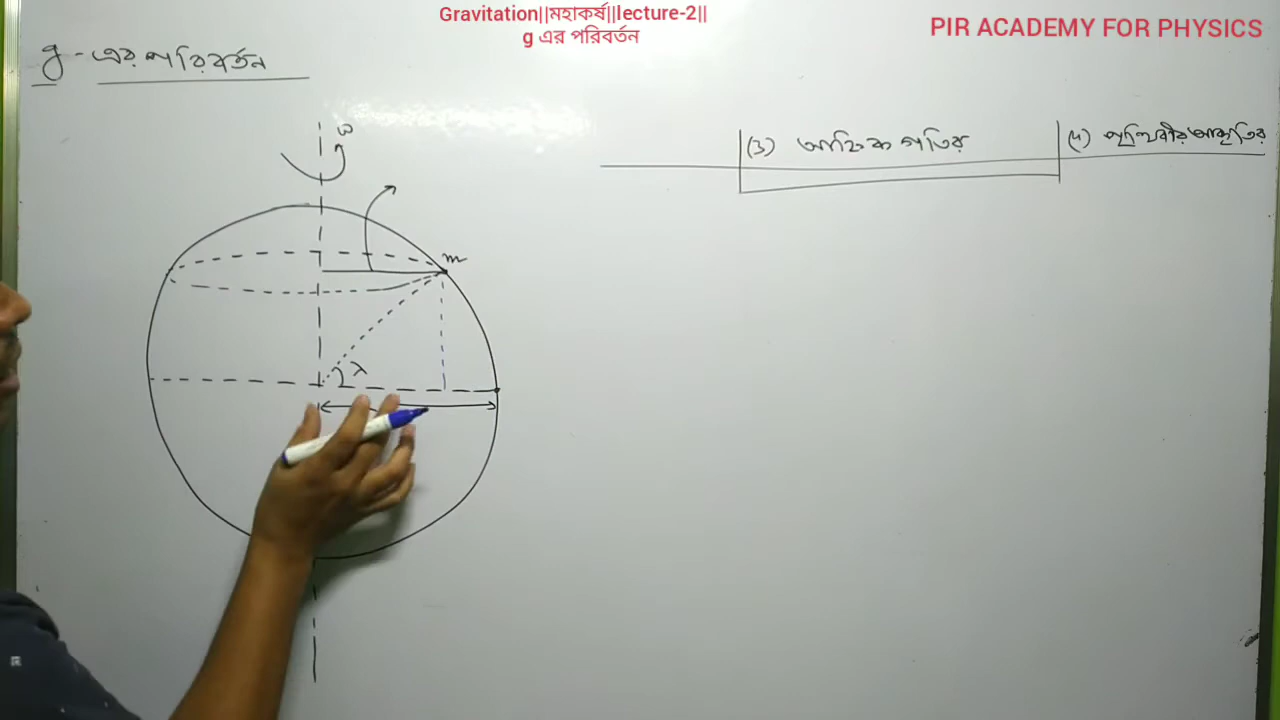 Gravitation||মহাকর্ষ||lecture-2||
g এর পরিবর্তন
PIR ACADEMY FOR PHYSICS
g - এর পরিবর্তন
(3) আহ্নিক গতির
(4) পৃথিবীর আকৃতির
ω
m
λ